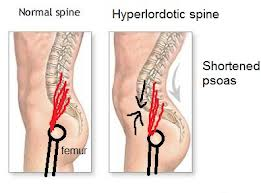 Normal spine
Hyperlordotic spine
Shortened
psoas
femur